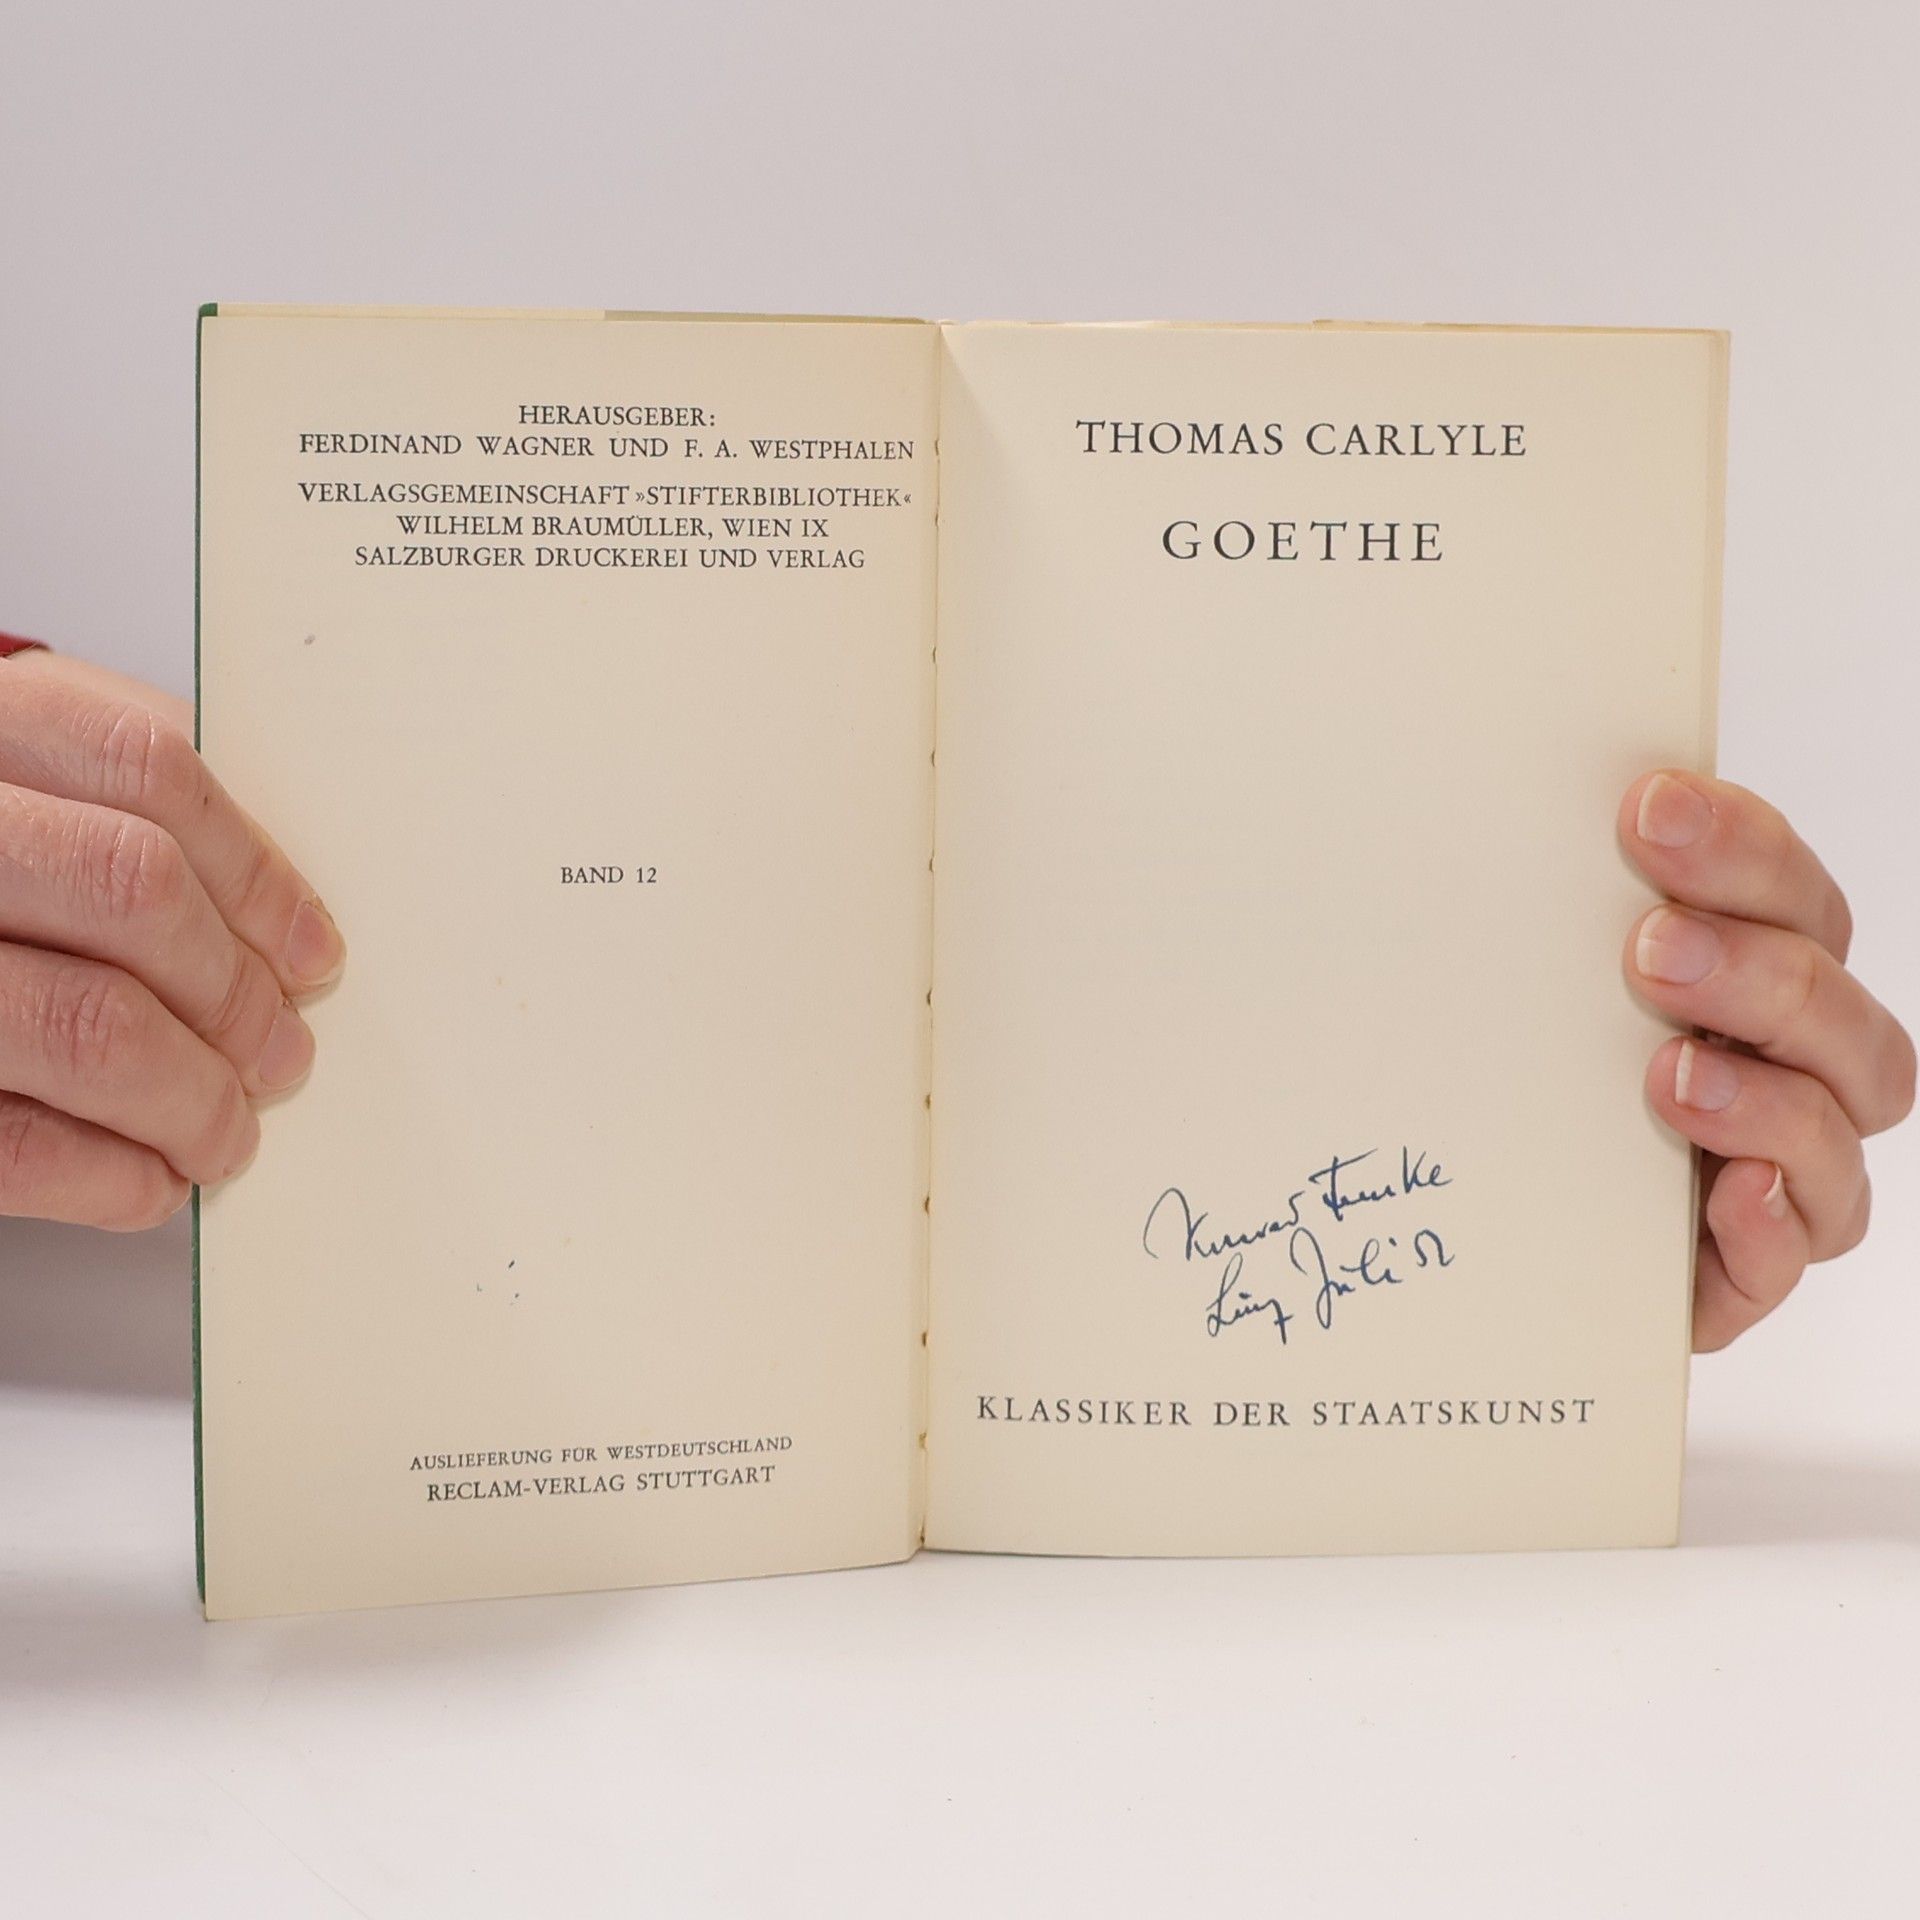 HERAUSGEBER:
FERDINAND WAGNER UND F. A. WESTPHALEN
VERLAGSGEMEINSCHAFT »STIFTERBIBLIOTHEK«
WILHELM BRAUMÜLLER, WIEN IX
SALZBURGER DRUCKEREI UND VERLAG
BAND 12
AUSLIEFERUNG FÜR WESTDEUTSCHLAND
RECLAM-VERLAG STUTTGART
THOMAS CARLYLE
GOETHE
Konrad
Linz Juli 52
KLASSIKER DER STAATSKUNST